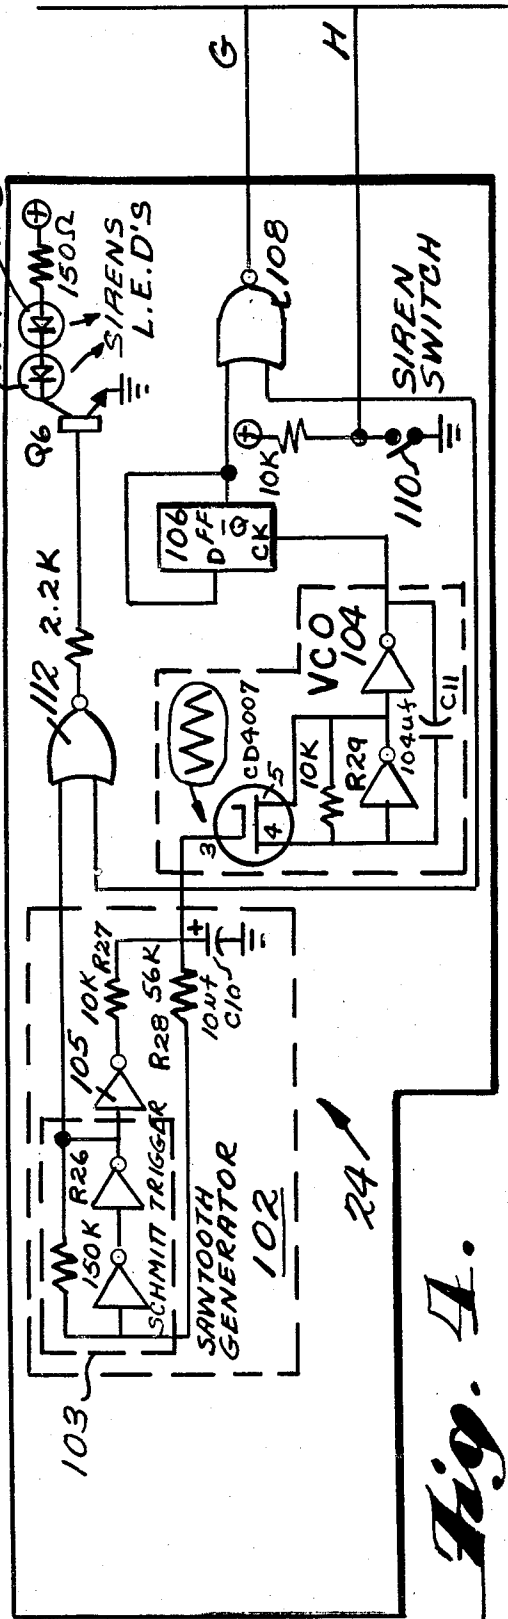 G
H
150Ω
SIRENS
L.E.D'S
Q6
108
2.2K
112
10K
106
D
FF
Q̅
CK
SIREN
SWITCH
110
VCO
104
CD4007
3
4
5
10K
R29
.104uf
C11
R27
10K
105
56K
R28
+
10uf
C10
R26
150K
SCHMITT TRIGGER
SAWTOOTH
GENERATOR
102
103
24
Fig. 4.